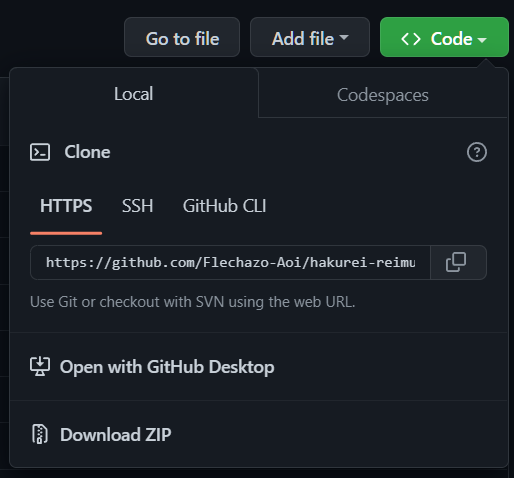 Go to file Add file Code
Local Codespaces
Clone
HTTPS SSH GitHub CLI
https://github.com/Flechazo-Aoi/hakurei-reimu
Use Git or checkout with SVN using the web URL.
Open with GitHub Desktop
Download ZIP